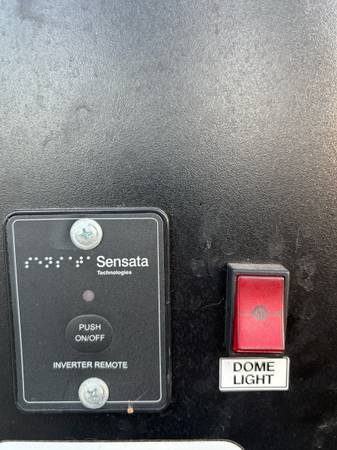 Sensata
Technologies
PUSH
ON/OFF
INVERTER REMOTE
DOME
LIGHT